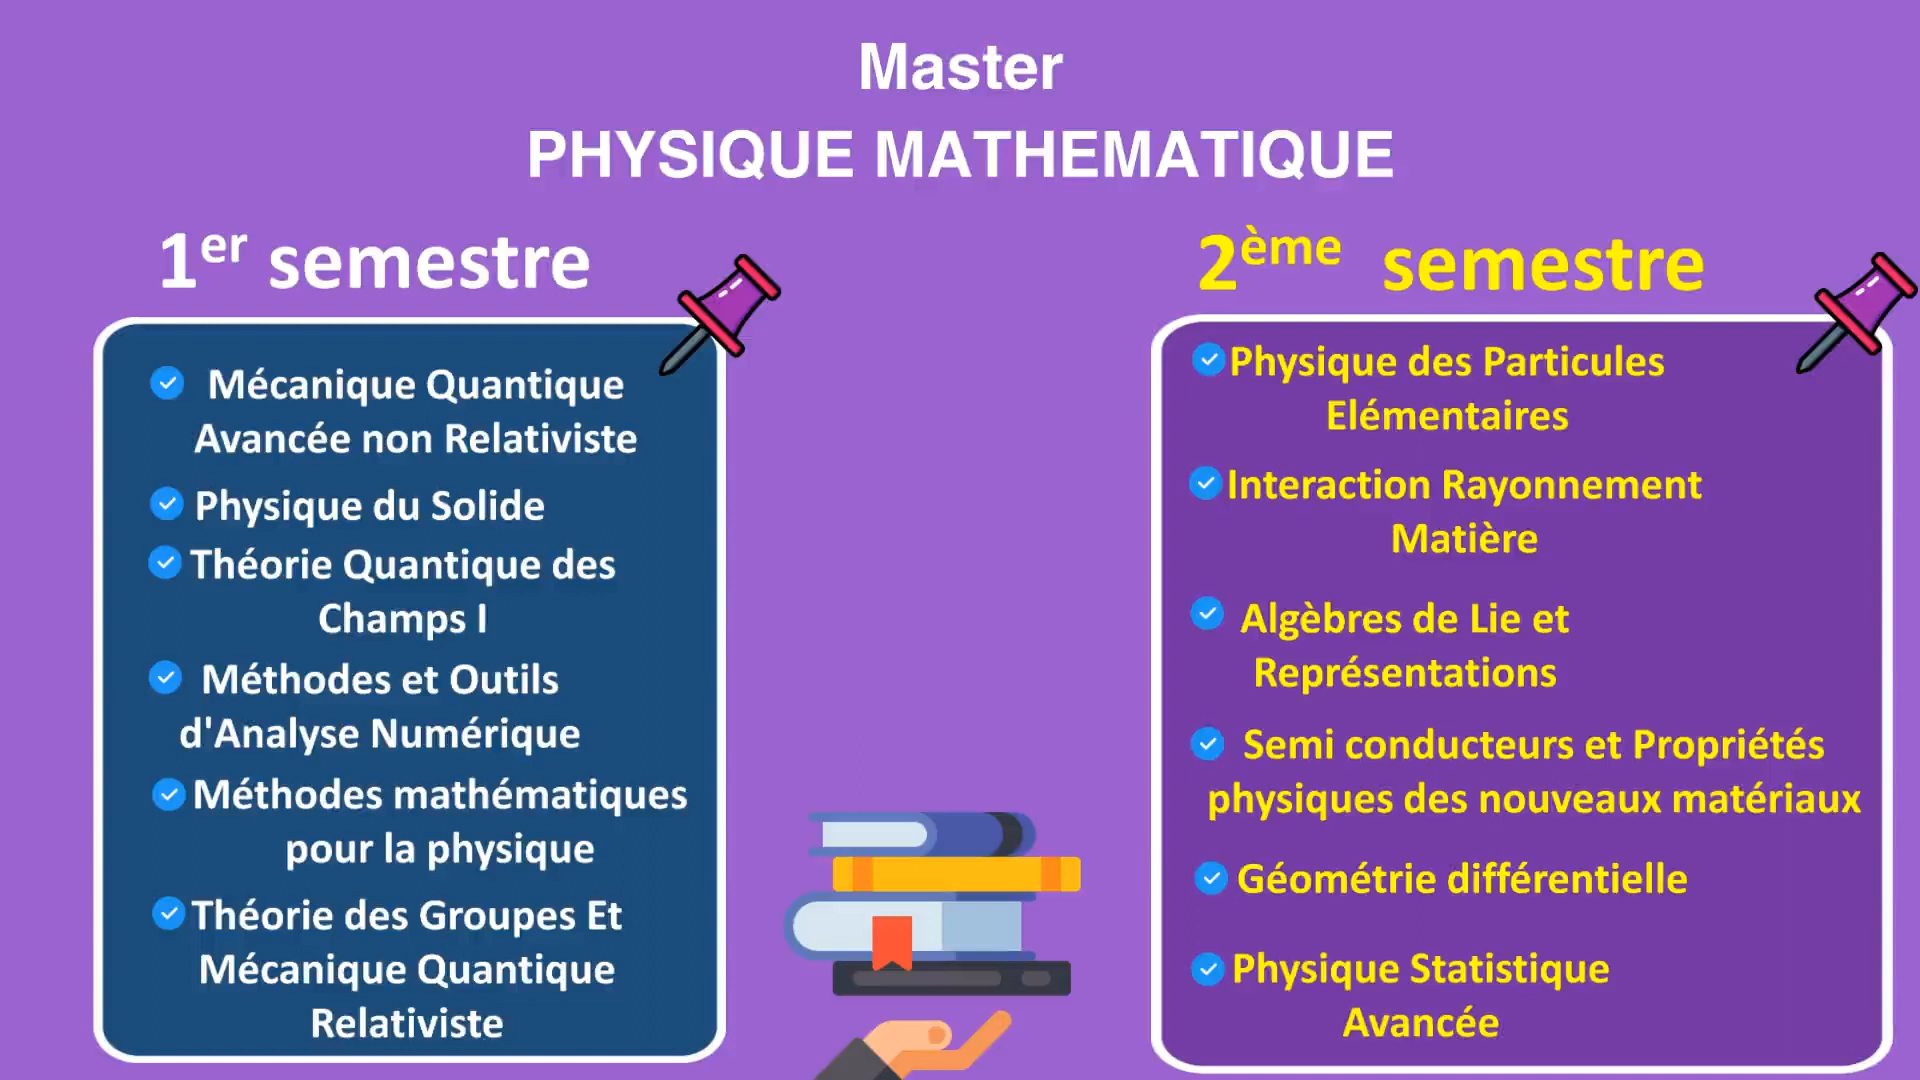 Master
PHYSIQUE MATHEMATIQUE
1er semestre
Mécanique Quantique
Avancée non Relativiste
Physique du Solide
Théorie Quantique des
Champs I
Méthodes et Outils
d'Analyse Numérique
Méthodes mathématiques
pour la physique
Théorie des Groupes Et
Mécanique Quantique
Relativiste
2ème semestre
Physique des Particules
Elémentaires
Interaction Rayonnement
Matière
Algèbres de Lie et
Représentations
Semi conducteurs et Propriétés
physiques des nouveaux matériaux
Géométrie différentielle
Physique Statistique
Avancée